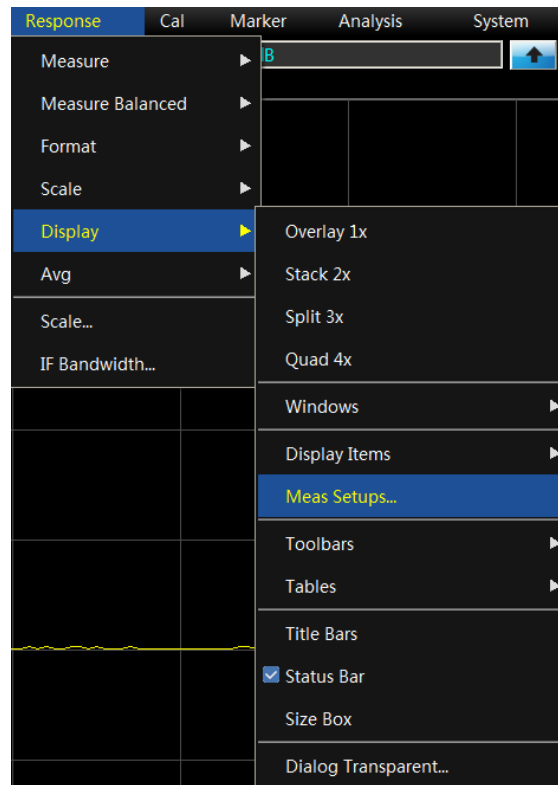 Response Cal Marker Analysis System
Measure
Measure Balanced
Format
Scale
Display
Avg
Scale...
IF Bandwidth...
Overlay 1x
Stack 2x
Split 3x
Quad 4x
Windows
Display Items
Meas Setups...
Toolbars
Tables
Title Bars
Status Bar
Size Box
Dialog Transparent...